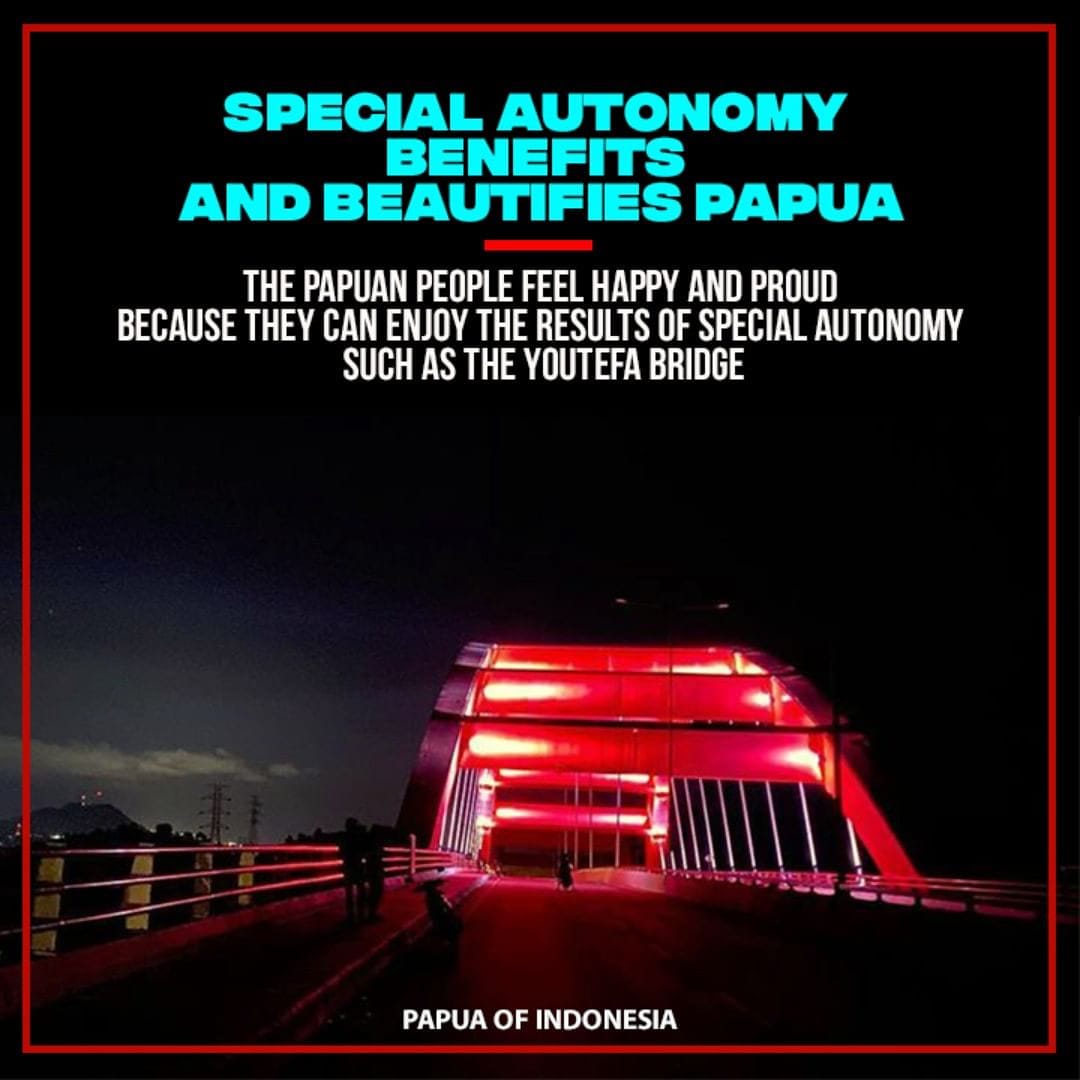 SPECIAL AUTONOMY
BENEFITS
AND BEAUTIFIES PAPUA
THE PAPUAN PEOPLE FEEL HAPPY AND PROUD
BECAUSE THEY CAN ENJOY THE RESULTS OF SPECIAL AUTONOMY
SUCH AS THE YOUTEFA BRIDGE
PAPUA OF INDONESIA